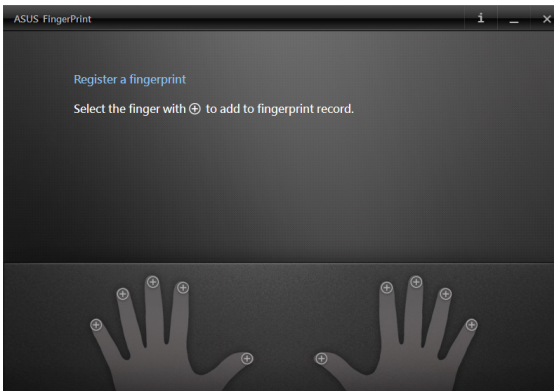 ASUS FingerPrint
Register a fingerprint
Select the finger with ⊕ to add to fingerprint record.